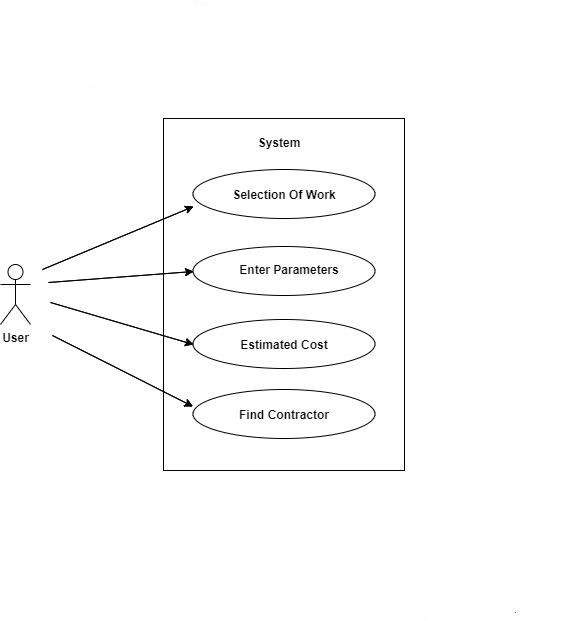 System
Selection Of Work
Enter Parameters
User
Estimated Cost
Find Contractor